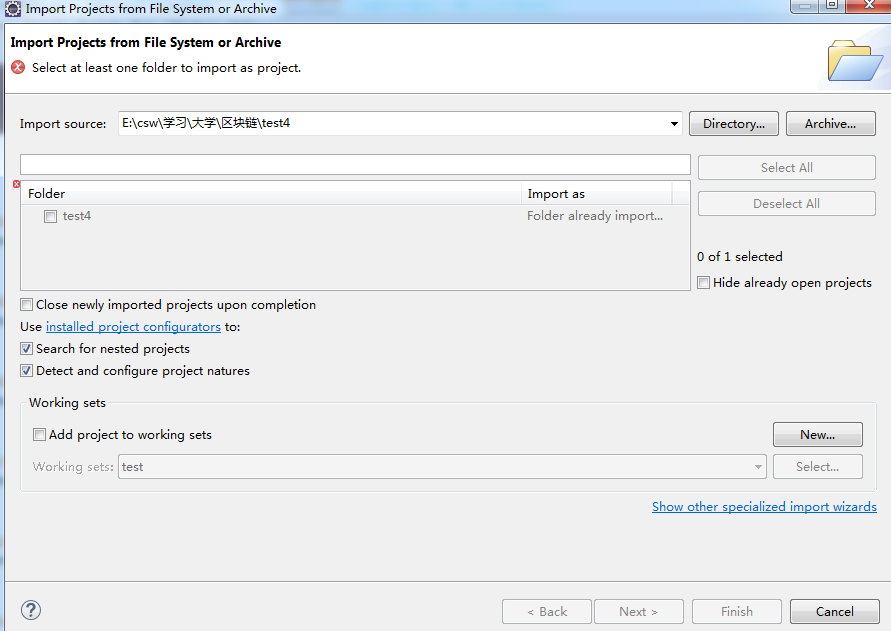 Import Projects from File System or Archive
Import Projects from File System or Archive
Select at least one folder to import as project.
Import source: E:\csw\学习\大学\区块链\test4 Directory... Archive...
Select All
Folder Import as
test4 Folder already import...
Deselect All
0 of 1 selected
Hide already open projects
Close newly imported projects upon completion
Use installed project configurators to:
Search for nested projects
Detect and configure project natures
Working sets
Add project to working sets New...
Working sets: test Select...
Show other specialized import wizards
? < Back Next > Finish Cancel